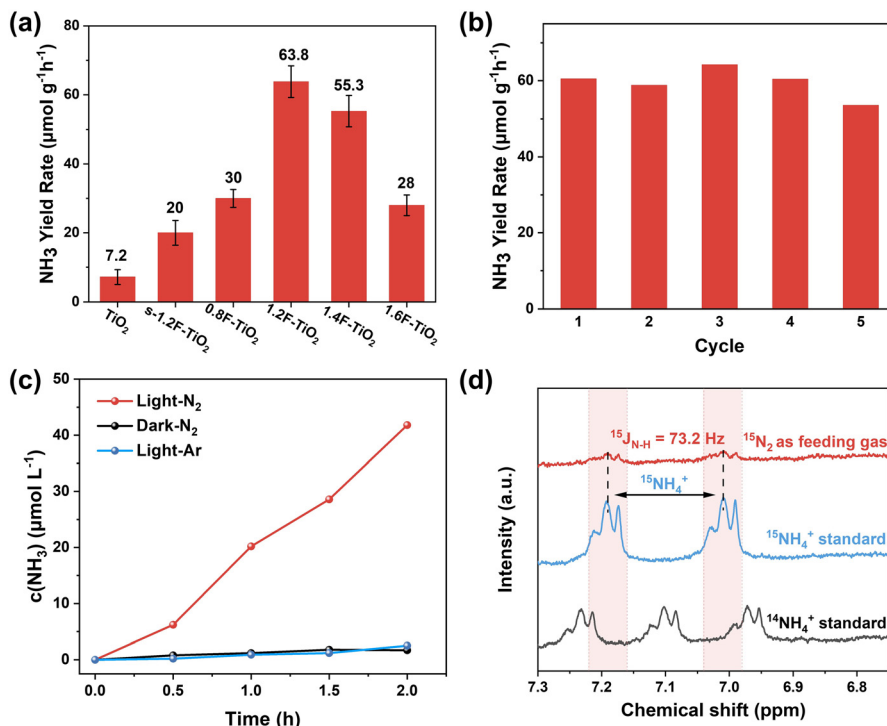 (a)
NH₃ Yield Rate (μmol g⁻¹h⁻¹)
80
60
40
20
0
7.2
20
30
63.8
55.3
28
TiO₂
s-1.2F-TiO₂
0.8F-TiO₂
1.2F-TiO₂
1.4F-TiO₂
1.6F-TiO₂
(b)
NH₃ Yield Rate (μmol g⁻¹h⁻¹)
80
60
40
20
0
1 2 3 4 5
Cycle
(c)
c(NH₃) (μmol L⁻¹)
50
40
30
20
10
0
Light-N₂
Dark-N₂
Light-Ar
0.0 0.5 1.0 1.5 2.0
Time (h)
(d)
Intensity (a.u.)
¹⁵J_N-H = 73.2 Hz
¹⁵N₂ as feeding gas
¹⁵NH₄⁺
¹⁵NH₄⁺ standard
¹⁴NH₄⁺ standard
7.3 7.2 7.1 7.0 6.9 6.8
Chemical shift (ppm)